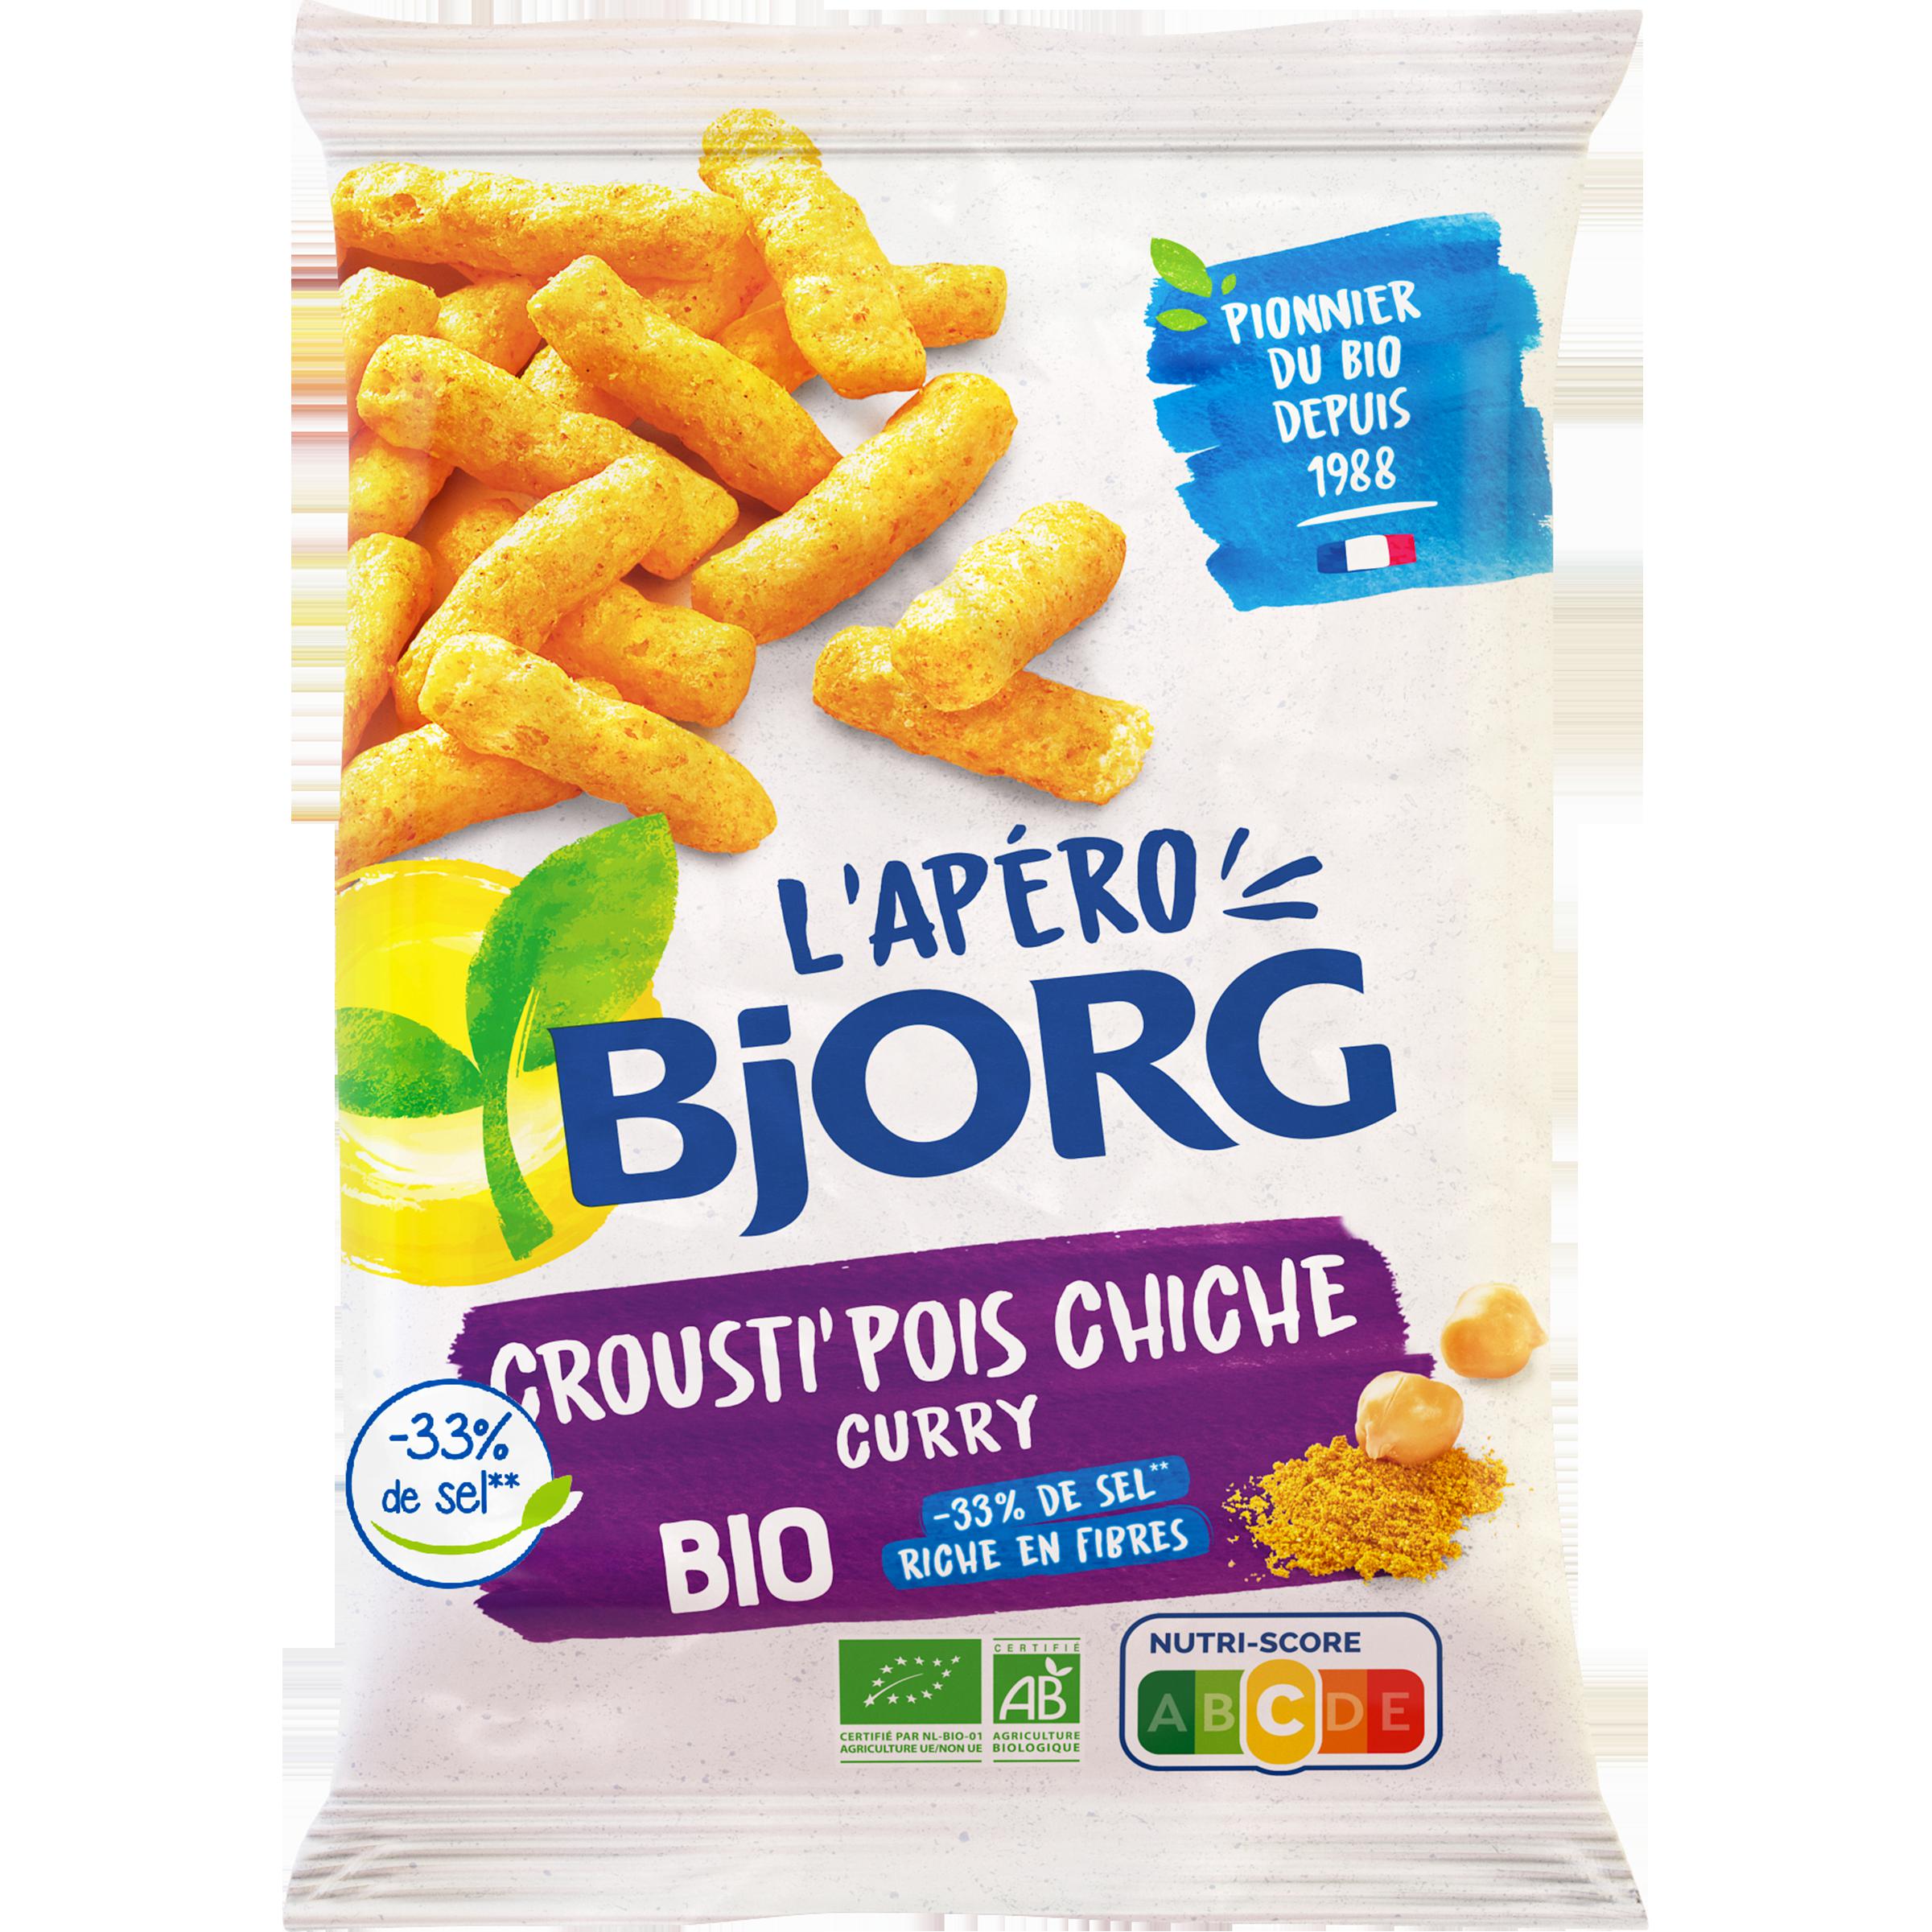 PIONNIER
DU BIO
DEPUIS
1988
L'APÉRO
BjORG
CROUSTI' POIS CHICHE
CURRY
-33%
de sel**
BIO
-33% DE SEL**
RICHE EN FIBRES
CERTIFIÉ PAR NL-BIO-01
AGRICULTURE UE/NON UE
CERTIFIÉ
AB
AGRICULTURE
BIOLOGIQUE
NUTRI-SCORE
A B C D E